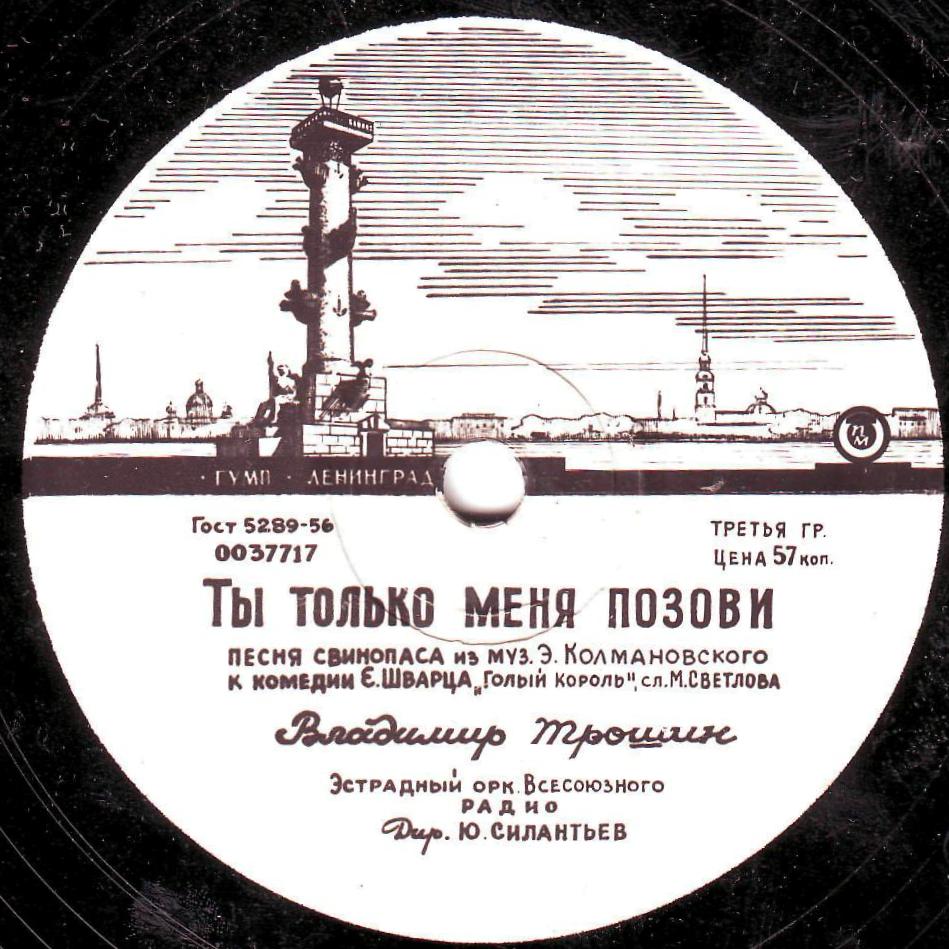 ПМ
· ГУМП · ЛЕНИНГРАД
Гост 5289-56
0037717
ТРЕТЬЯ ГР.
ЦЕНА 57 коп.
Ты только меня позови
ПЕСНЯ СВИНОПАСА из муз. Э. Колмановского
к комедии Е. Шварца „Голый король", сл. М. Светлова
Владимир Трошин
Эстрадный орк. Всесоюзного
РАДИО
Дир. Ю. Силантьев